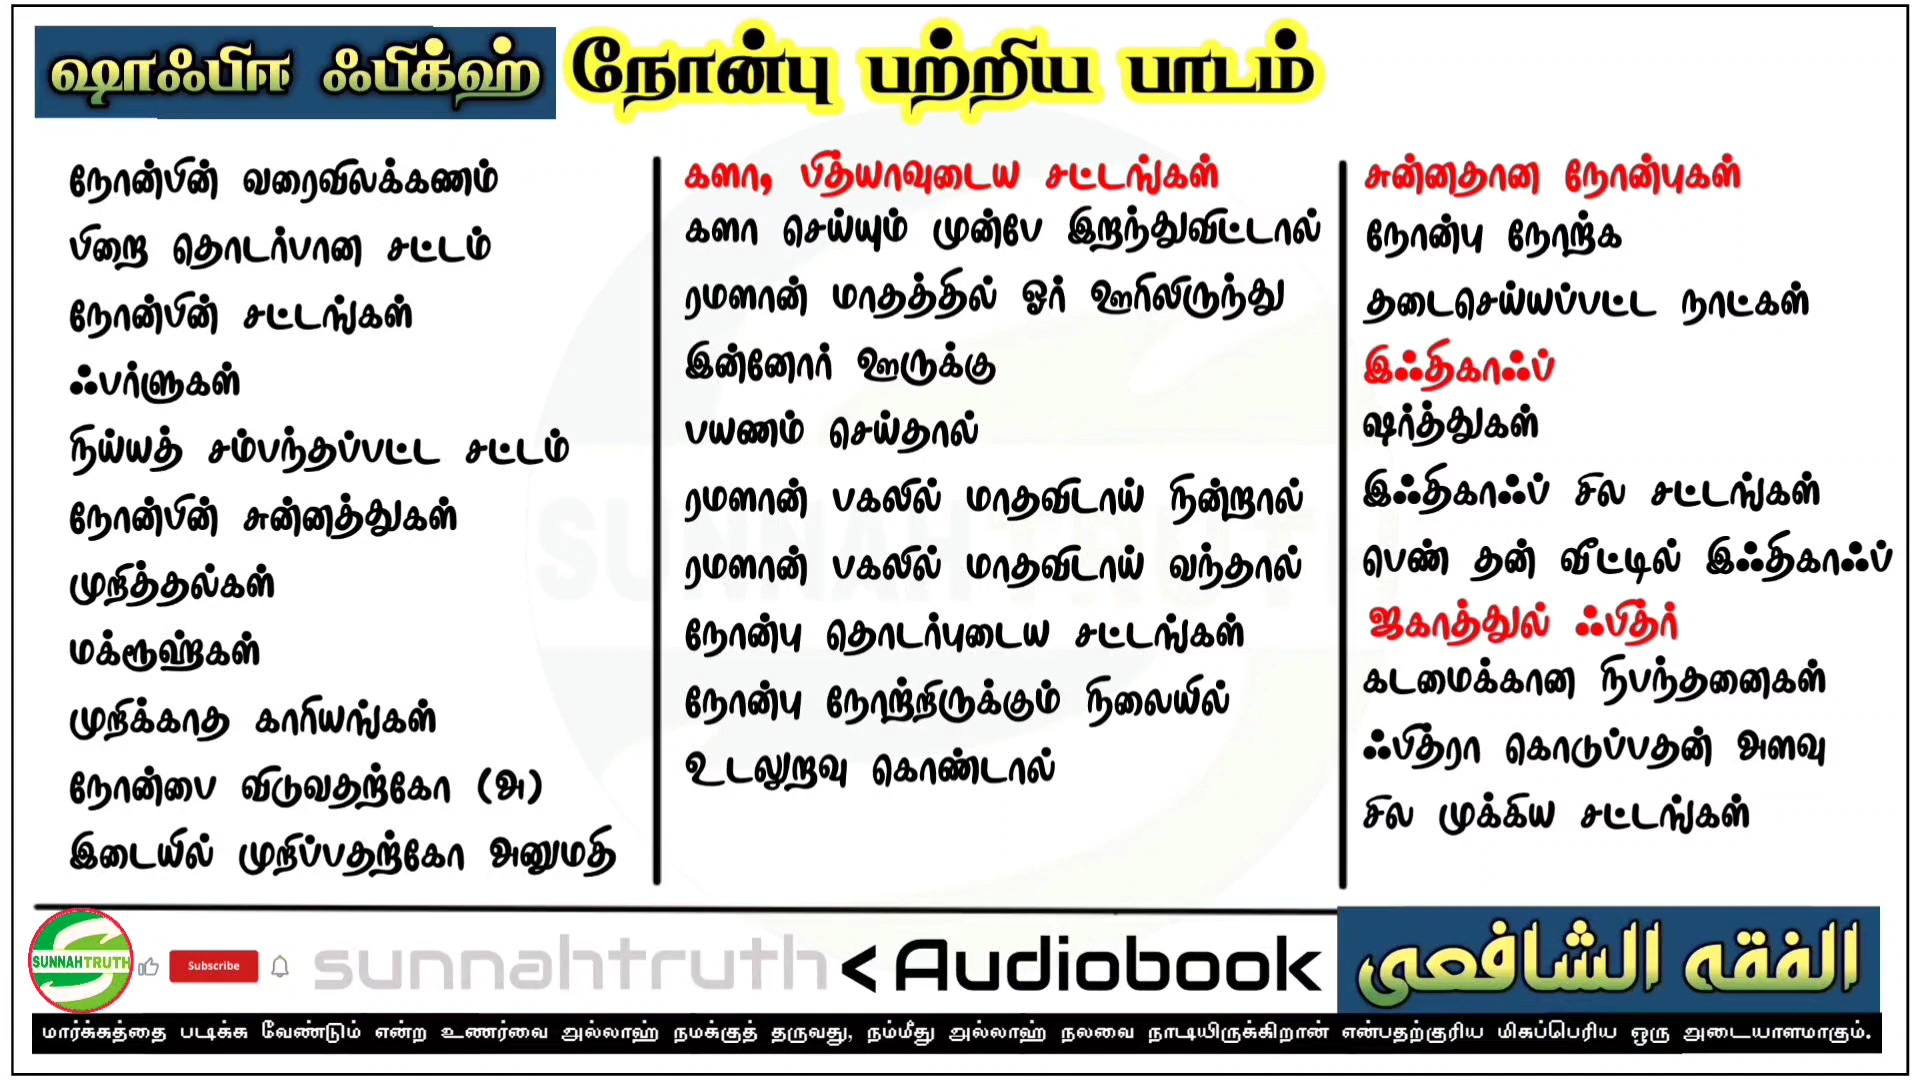 ஷாஃபிஈ ஃபிக்ஹ் நோன்பு பற்றிய பாடம்
நோன்பின் வரைவிலக்கணம்
பிறை தொடர்பான சட்டம்
நோன்பின் சட்டங்கள்
ஃபர்ளுகள்
நிய்யத் சம்பந்தப்பட்ட சட்டம்
நோன்பின் சுன்னத்துகள்
முறித்தல்கள்
மக்ரூஹ்கள்
முறிக்காத காரியங்கள்
நோன்பை விடுவதற்கோ (அ)
இடையில் முறிப்பதற்கோ அனுமதி
களா, பித்யாவுடைய சட்டங்கள்
களா செய்யும் முன்பே இறந்துவிட்டால்
ரமளான் மாதத்தில் ஓர் ஊரிலிருந்து
இன்னோர் ஊருக்கு
பயணம் செய்தால்
ரமளான் பகலில் மாதவிடாய் நின்றால்
ரமளான் பகலில் மாதவிடாய் வந்தால்
நோன்பு தொடர்புடைய சட்டங்கள்
நோன்பு நோற்றிருக்கும் நிலையில்
உடலுறவு கொண்டால்
சுன்னதான நோன்புகள்
நோன்பு நோற்க
தடைசெய்யப்பட்ட நாட்கள்
இஃதிகாஃப்
ஷர்த்துகள்
இஃதிகாஃப் சில சட்டங்கள்
பெண் தன் வீட்டில் இஃதிகாஃப்
ஜகாத்துல் ஃபித்ர்
கடமைக்கான நிபந்தனைகள்
ஃபித்ரா கொடுப்பதன் அளவு
சில முக்கிய சட்டங்கள்
SUNNAHTRUTH
SUNNAHTRUTH Subscribe sunnahtruth < Audiobook الفقه الشافعي
மார்க்கத்தை படிக்க வேண்டும் என்ற உணர்வை அல்லாஹ் நமக்குத் தருவது, நம்மீது அல்லாஹ் நலவை நாடியிருக்கிறான் என்பதற்குரிய மிகப்பெரிய ஒரு அடையாளமாகும்.